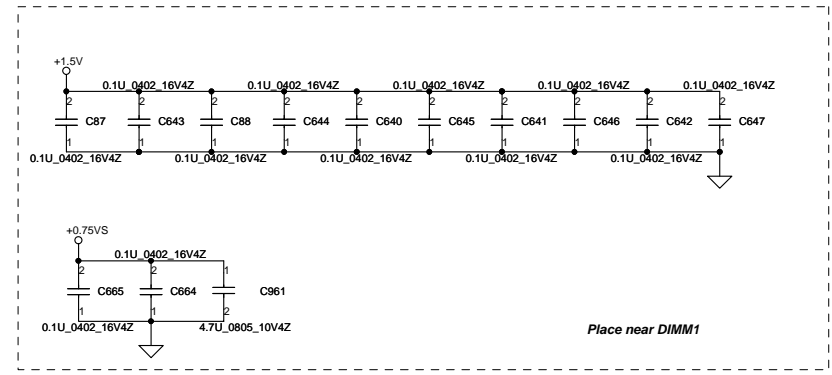 +1.5V
0.1U_0402_16V4Z 0.1U_0402_16V4Z 0.1U_0402_16V4Z 0.1U_0402_16V4Z 0.1U_0402_16V4Z
2 2 2 2 2 2 2 2 2 2
C87 C643 C88 C644 C640 C645 C641 C646 C642 C647
1 1 1 1 1 1 1 1 1 1
0.1U_0402_16V4Z 0.1U_0402_16V4Z 0.1U_0402_16V4Z 0.1U_0402_16V4Z 0.1U_0402_16V4Z
+0.75VS
0.1U_0402_16V4Z
2 2 1
C665 C664 C961
1 1 2
0.1U_0402_16V4Z 4.7U_0805_10V4Z
Place near DIMM1